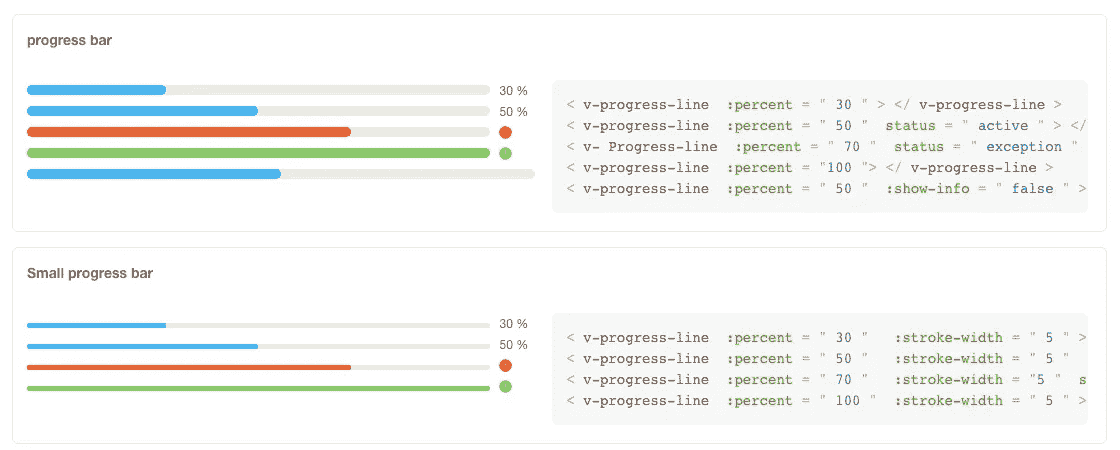 progress bar
30 %
50 %
< v-progress-line :percent = " 30 " > </ v-progress-line >
< v-progress-line :percent = " 50 " status = " active " > </
< v- Progress-line :percent = " 70 " status = " exception "
< v-progress-line :percent = "100 "> </ v-progress-line >
< v-progress-line :percent = " 50 " :show-info = " false " >
Small progress bar
30 %
50 %
< v-progress-line :percent = " 30 " :stroke-width = " 5 " >
< v-progress-line :percent = " 50 " :stroke-width = " 5 "
< v-progress-line :percent = " 70 " :stroke-width = "5 " s
< v-progress-line :percent = " 100 " :stroke-width = " 5 " >